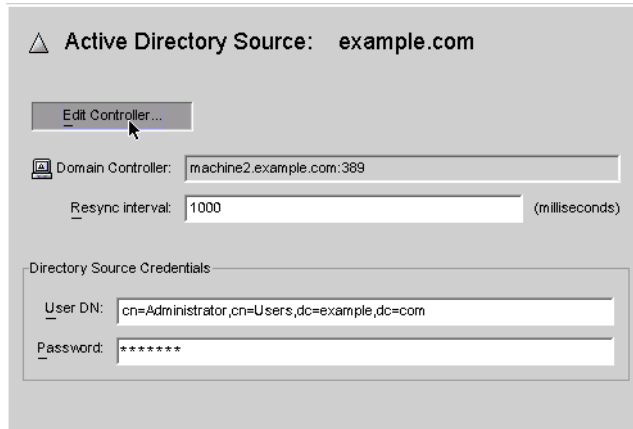 Active Directory Source: example.com
Edit Controller...
Domain Controller: machine2.example.com:389
Resync interval: 1000 (milliseconds)
Directory Source Credentials
User DN: cn=Administrator,cn=Users,dc=example,dc=com
Password: *******